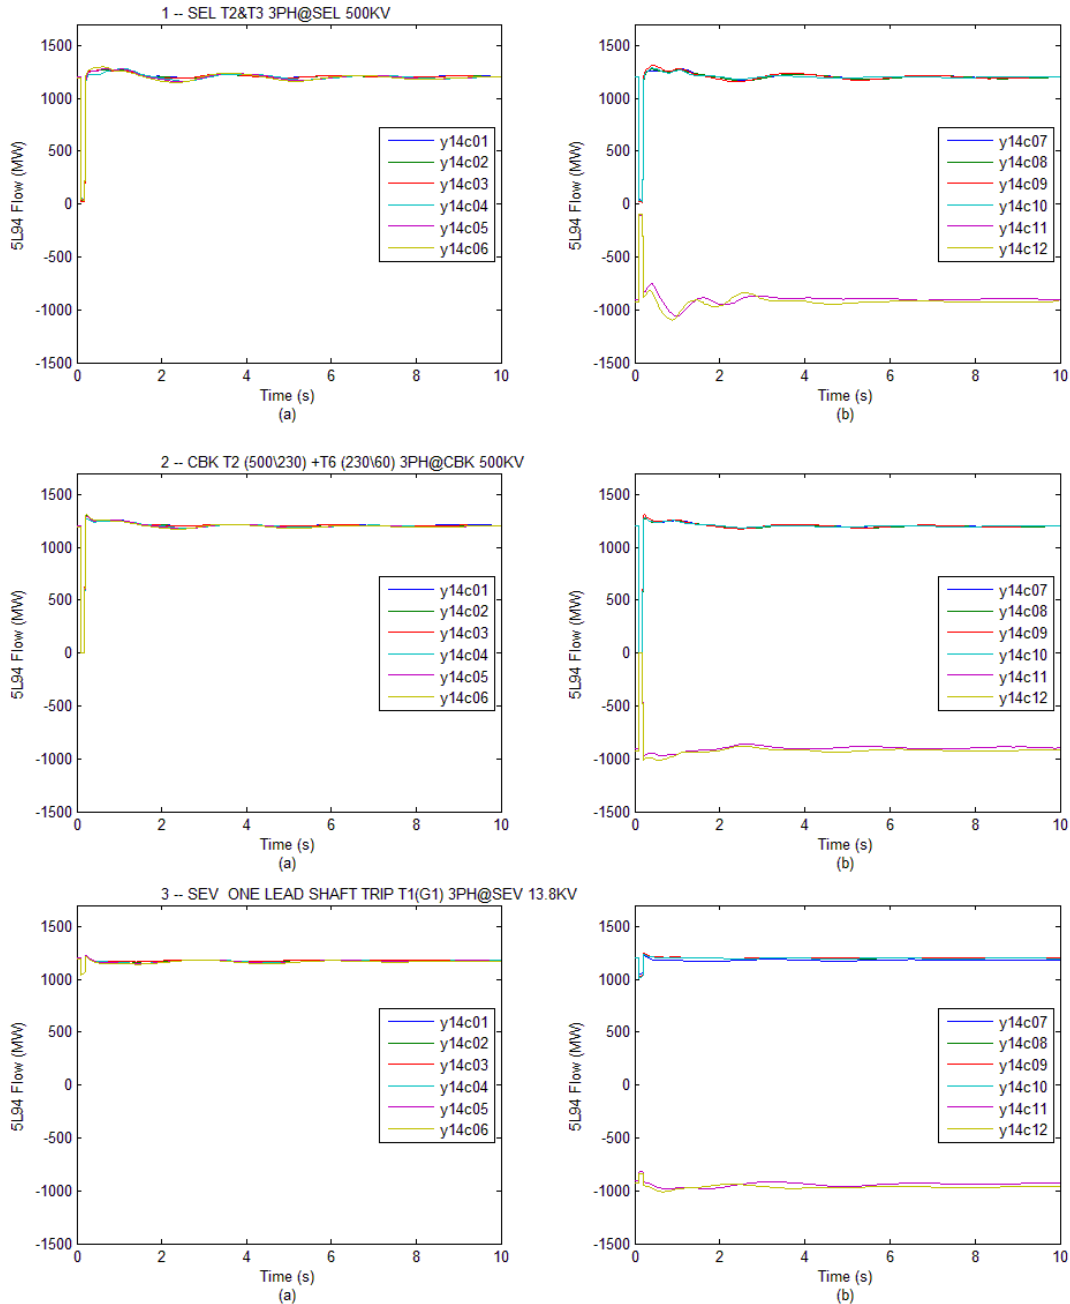 1 -- SEL T2&T3 3PH@SEL 500KV
1500
1000
500
0
-500
-1000
-1500
5L94 Flow (MW)
y14c01
y14c02
y14c03
y14c04
y14c05
y14c06
0 2 4 6 8 10
Time (s)
(a)
1500
1000
500
0
-500
-1000
-1500
5L94 Flow (MW)
y14c07
y14c08
y14c09
y14c10
y14c11
y14c12
0 2 4 6 8 10
Time (s)
(b)
2 -- CBK T2 (500\230) +T6 (230\60) 3PH@CBK 500KV
1500
1000
500
0
-500
-1000
-1500
5L94 Flow (MW)
y14c01
y14c02
y14c03
y14c04
y14c05
y14c06
0 2 4 6 8 10
Time (s)
(a)
1500
1000
500
0
-500
-1000
-1500
5L94 Flow (MW)
y14c07
y14c08
y14c09
y14c10
y14c11
y14c12
0 2 4 6 8 10
Time (s)
(b)
3 -- SEV  ONE LEAD SHAFT TRIP T1(G1) 3PH@SEV 13.8KV
1500
1000
500
0
-500
-1000
-1500
5L94 Flow (MW)
y14c01
y14c02
y14c03
y14c04
y14c05
y14c06
0 2 4 6 8 10
Time (s)
(a)
1500
1000
500
0
-500
-1000
-1500
5L94 Flow (MW)
y14c07
y14c08
y14c09
y14c10
y14c11
y14c12
0 2 4 6 8 10
Time (s)
(b)